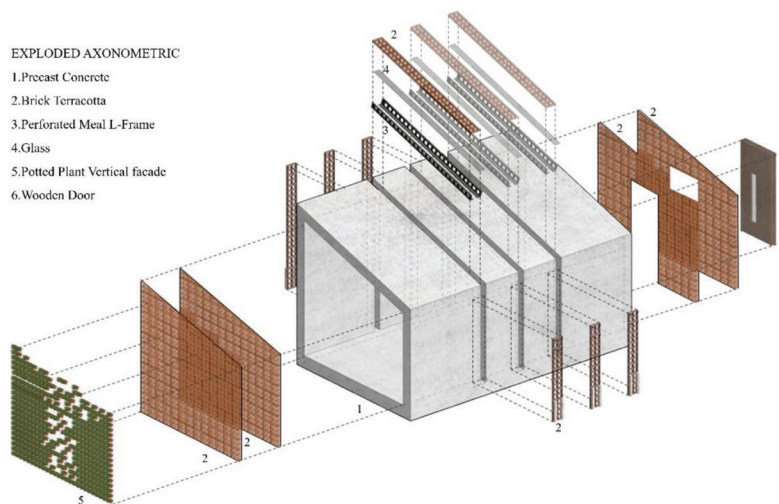 EXPLODED AXONOMETRIC
1.Precast Concrete
2.Brick Terracotta
3.Perforated Meal L-Frame
4.Glass
5.Potted Plant Vertical facade
6.Wooden Door
2
4
3
2
2
1
2
2
2
5